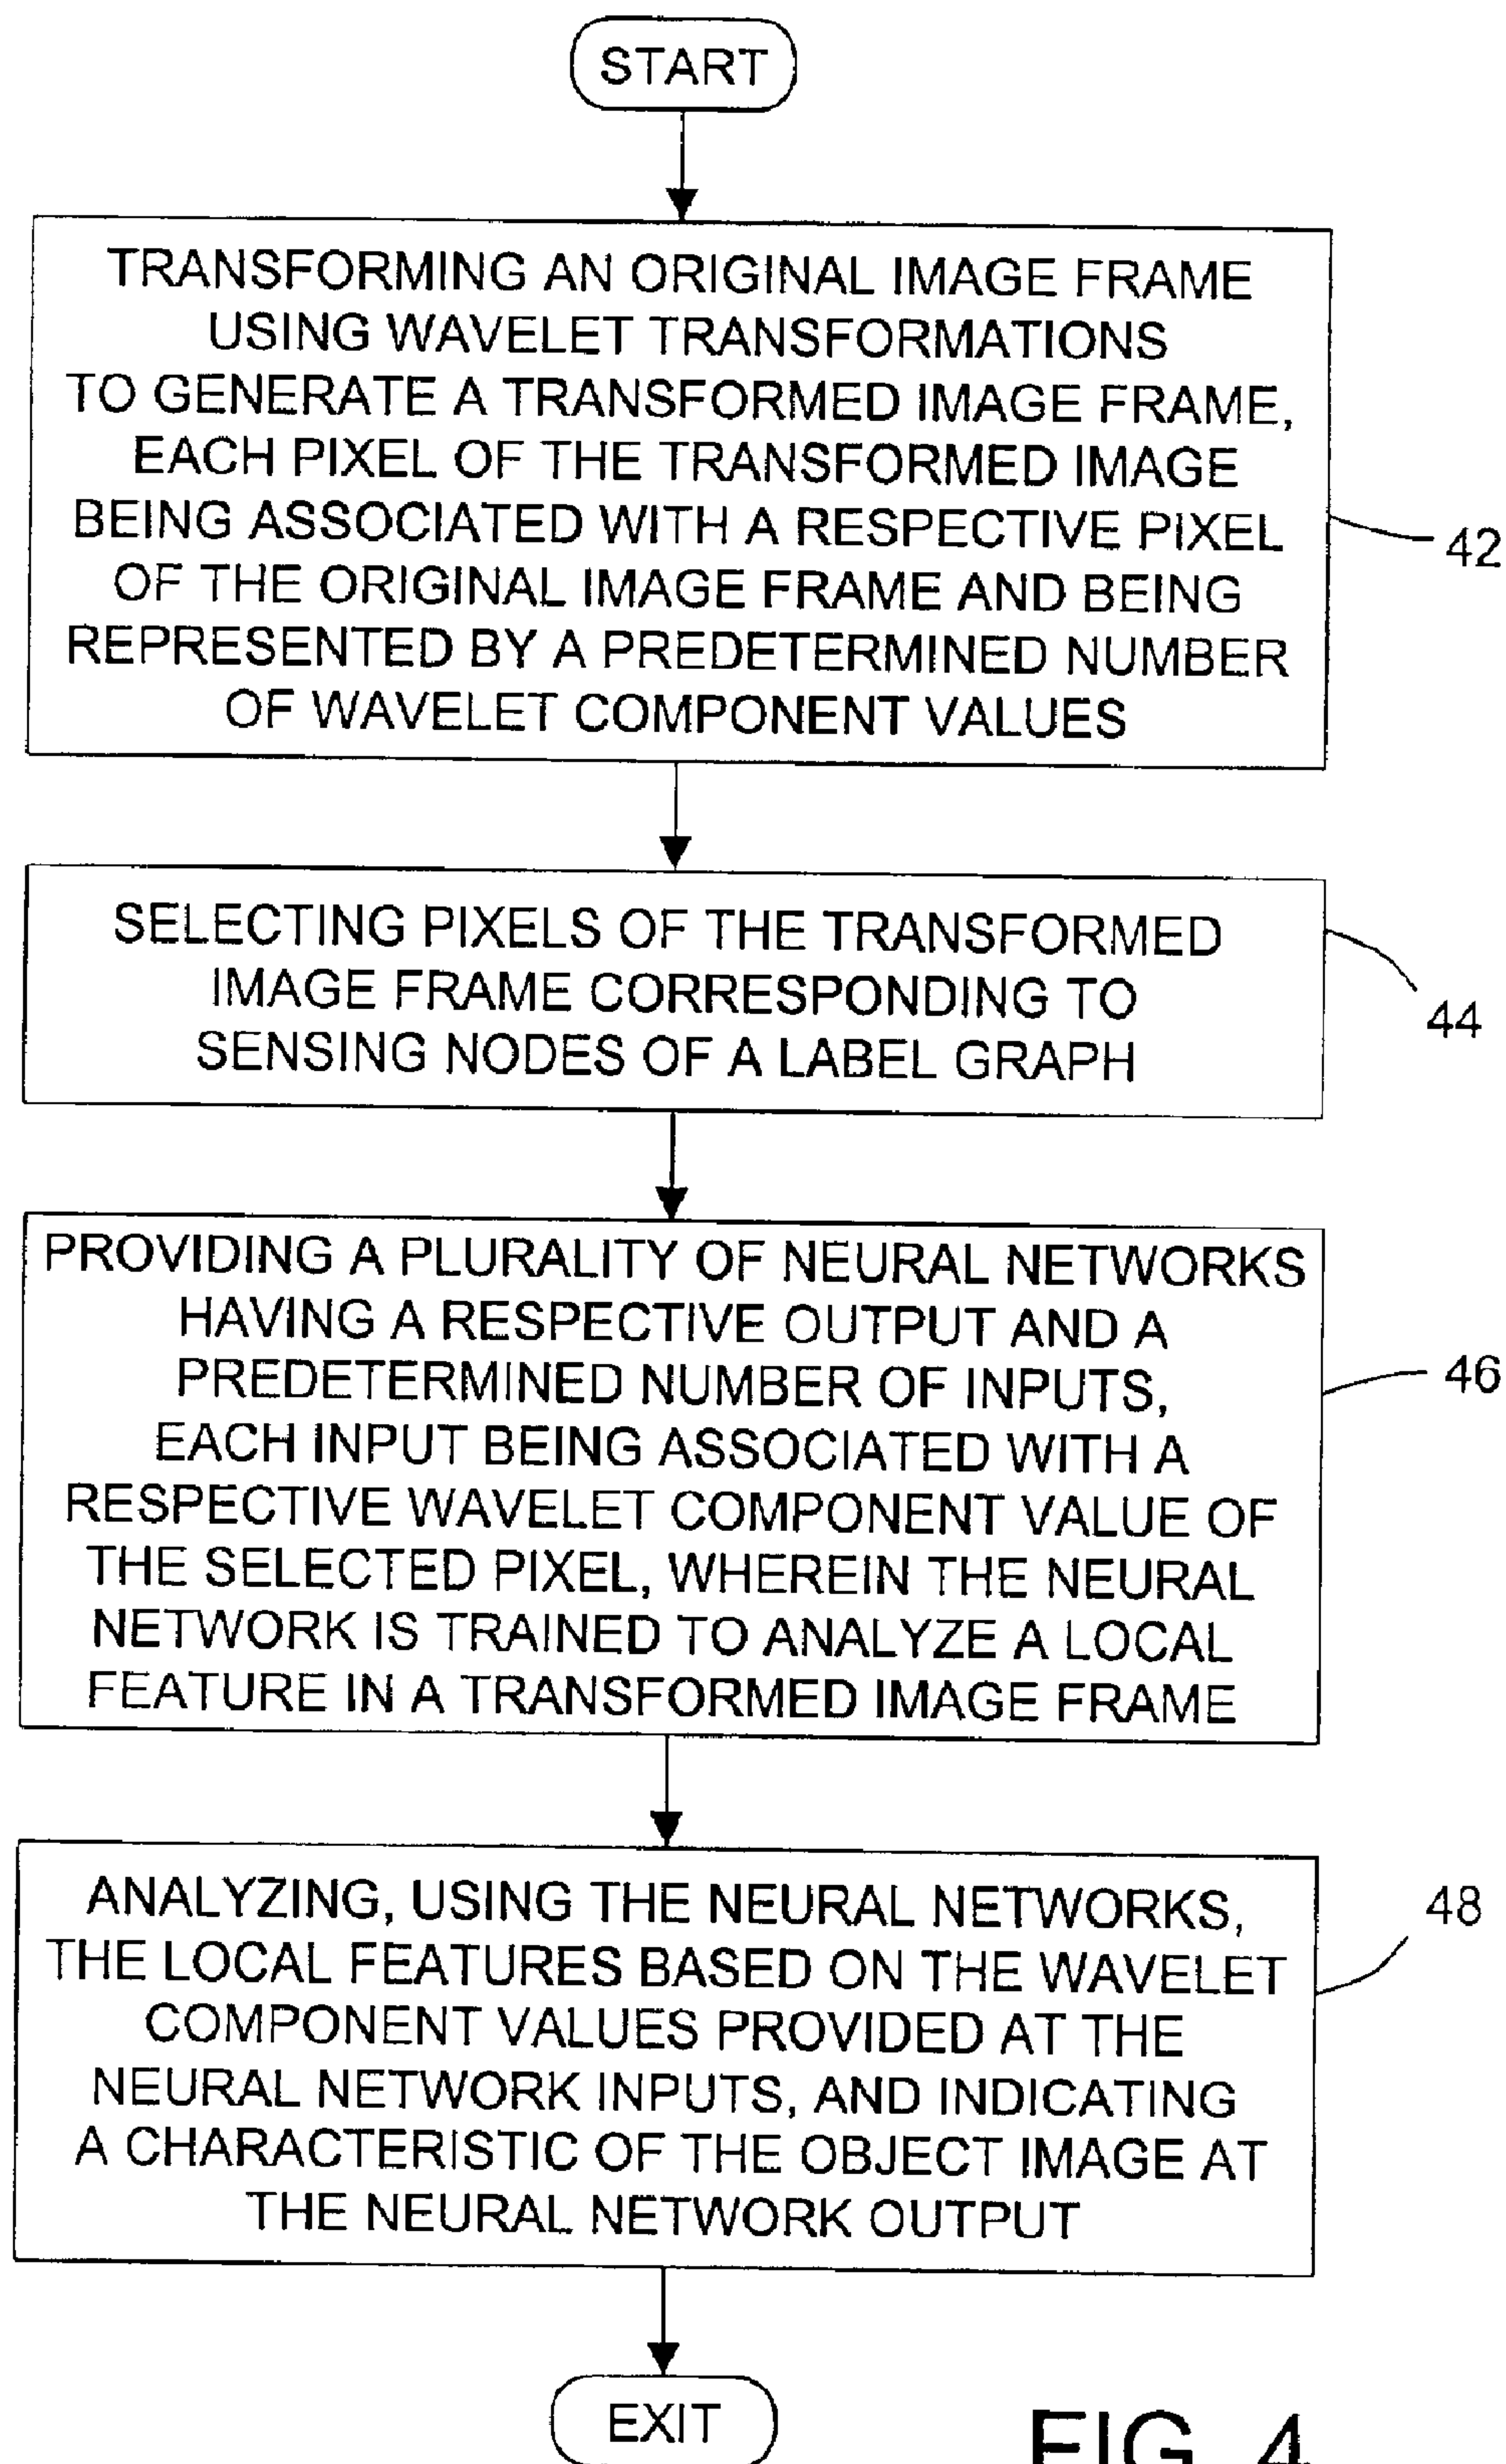 START
TRANSFORMING AN ORIGINAL IMAGE FRAME
USING WAVELET TRANSFORMATIONS
TO GENERATE A TRANSFORMED IMAGE FRAME,
EACH PIXEL OF THE TRANSFORMED IMAGE
BEING ASSOCIATED WITH A RESPECTIVE PIXEL
OF THE ORIGINAL IMAGE FRAME AND BEING
REPRESENTED BY A PREDETERMINED NUMBER
OF WAVELET COMPONENT VALUES
42
SELECTING PIXELS OF THE TRANSFORMED
IMAGE FRAME CORRESPONDING TO
SENSING NODES OF A LABEL GRAPH
44
PROVIDING A PLURALITY OF NEURAL NETWORKS
HAVING A RESPECTIVE OUTPUT AND A
PREDETERMINED NUMBER OF INPUTS,
EACH INPUT BEING ASSOCIATED WITH A
RESPECTIVE WAVELET COMPONENT VALUE OF
THE SELECTED PIXEL, WHEREIN THE NEURAL
NETWORK IS TRAINED TO ANALYZE A LOCAL
FEATURE IN A TRANSFORMED IMAGE FRAME
46
ANALYZING, USING THE NEURAL NETWORKS,
THE LOCAL FEATURES BASED ON THE WAVELET
COMPONENT VALUES PROVIDED AT THE
NEURAL NETWORK INPUTS, AND INDICATING
A CHARACTERISTIC OF THE OBJECT IMAGE AT
THE NEURAL NETWORK OUTPUT
48
EXIT
FIG. 4